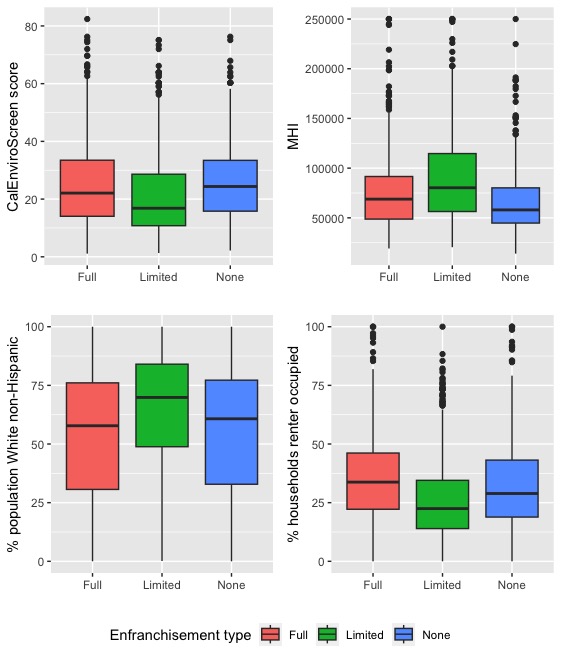 CalEnviroScreen score
80
60
40
20
0
Full Limited None
MHI
250000
200000
150000
100000
50000
Full Limited None
% population White non-Hispanic
100
75
50
25
0
Full Limited None
% households renter occupied
100
75
50
25
0
Full Limited None
Enfranchisement type Full Limited None